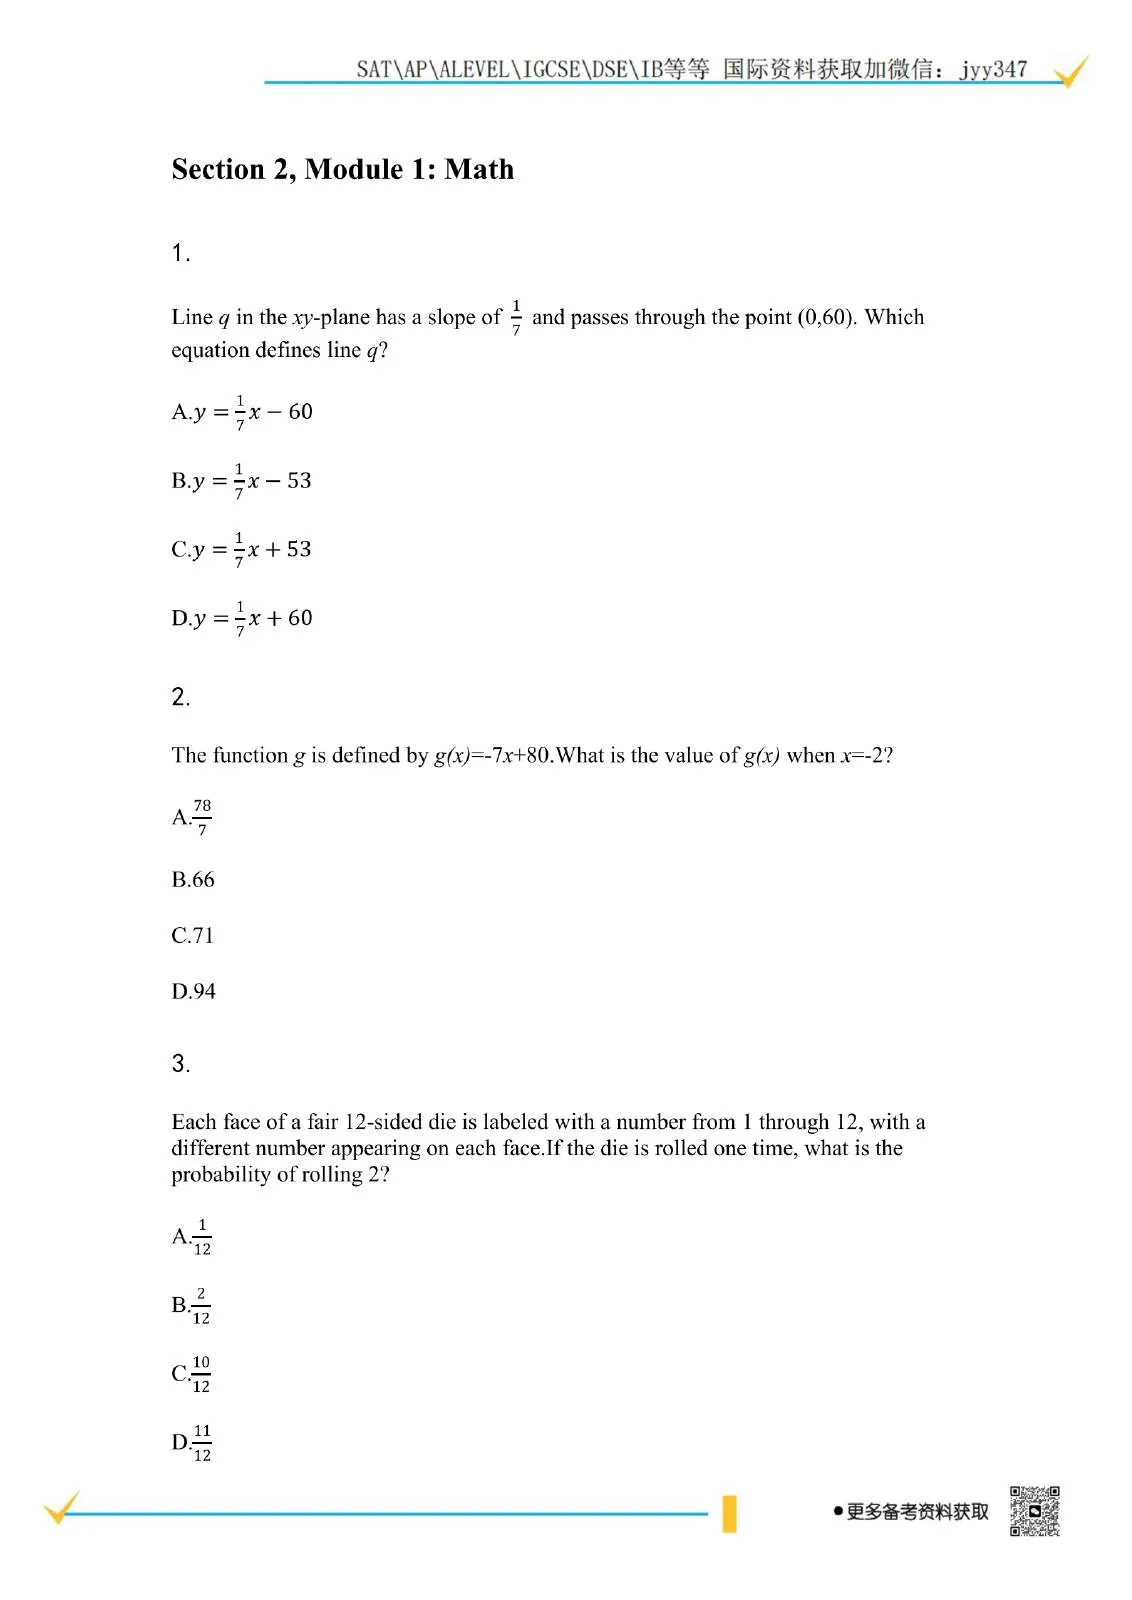 SAT\AP\ALEVEL\IGCSE\DSE\IB等等 国际资料获取加微信：jyy347
Section 2, Module 1: Math
1.
Line q in the xy-plane has a slope of 1/7 and passes through the point (0,60). Which
equation defines line q?
A.y = 1/7 x − 60
B.y = 1/7 x − 53
C.y = 1/7 x + 53
D.y = 1/7 x + 60
2.
The function g is defined by g(x)=-7x+80.What is the value of g(x) when x=-2?
A.78/7
B.66
C.71
D.94
3.
Each face of a fair 12-sided die is labeled with a number from 1 through 12, with a
different number appearing on each face.If the die is rolled one time, what is the
probability of rolling 2?
A.1/12
B.2/12
C.10/12
D.11/12
●更多备考资料获取